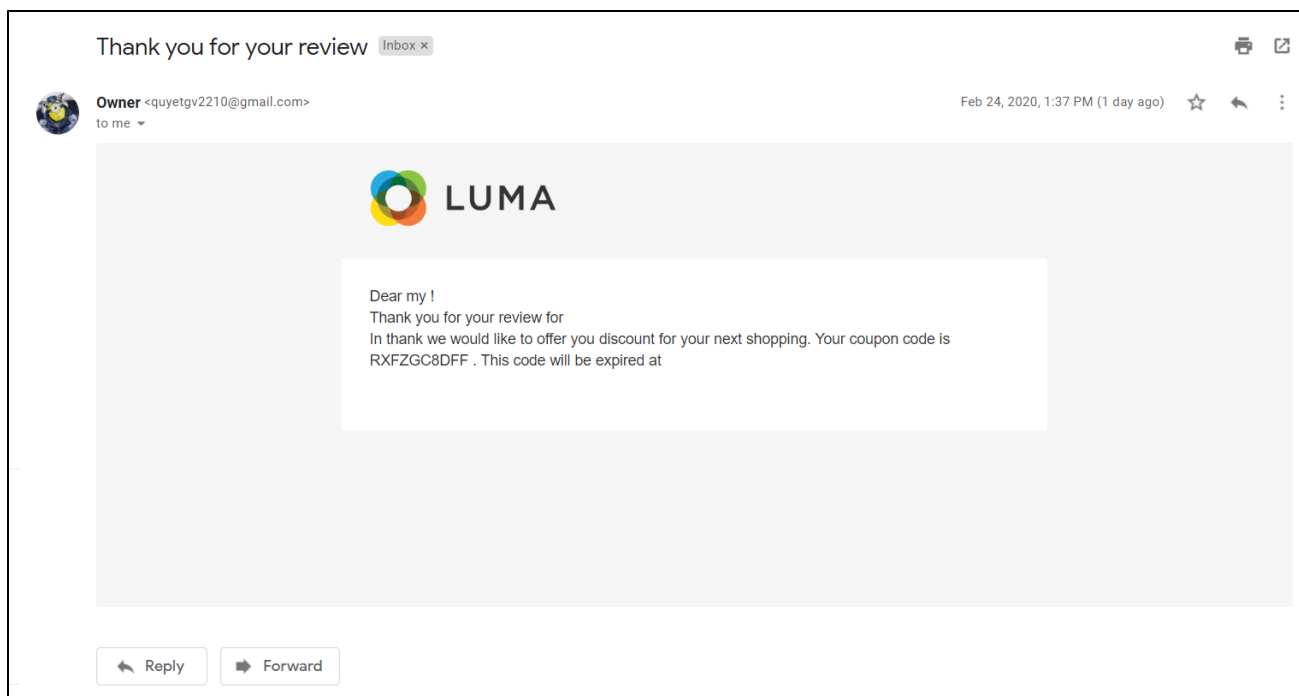 Thank you for your review Inbox ×
Owner <quyetgv2210@gmail.com> Feb 24, 2020, 1:37 PM (1 day ago)
to me
LUMA
Dear my !
Thank you for your review for
In thank we would like to offer you discount for your next shopping. Your coupon code is
RXFZGC8DFF . This code will be expired at
Reply Forward